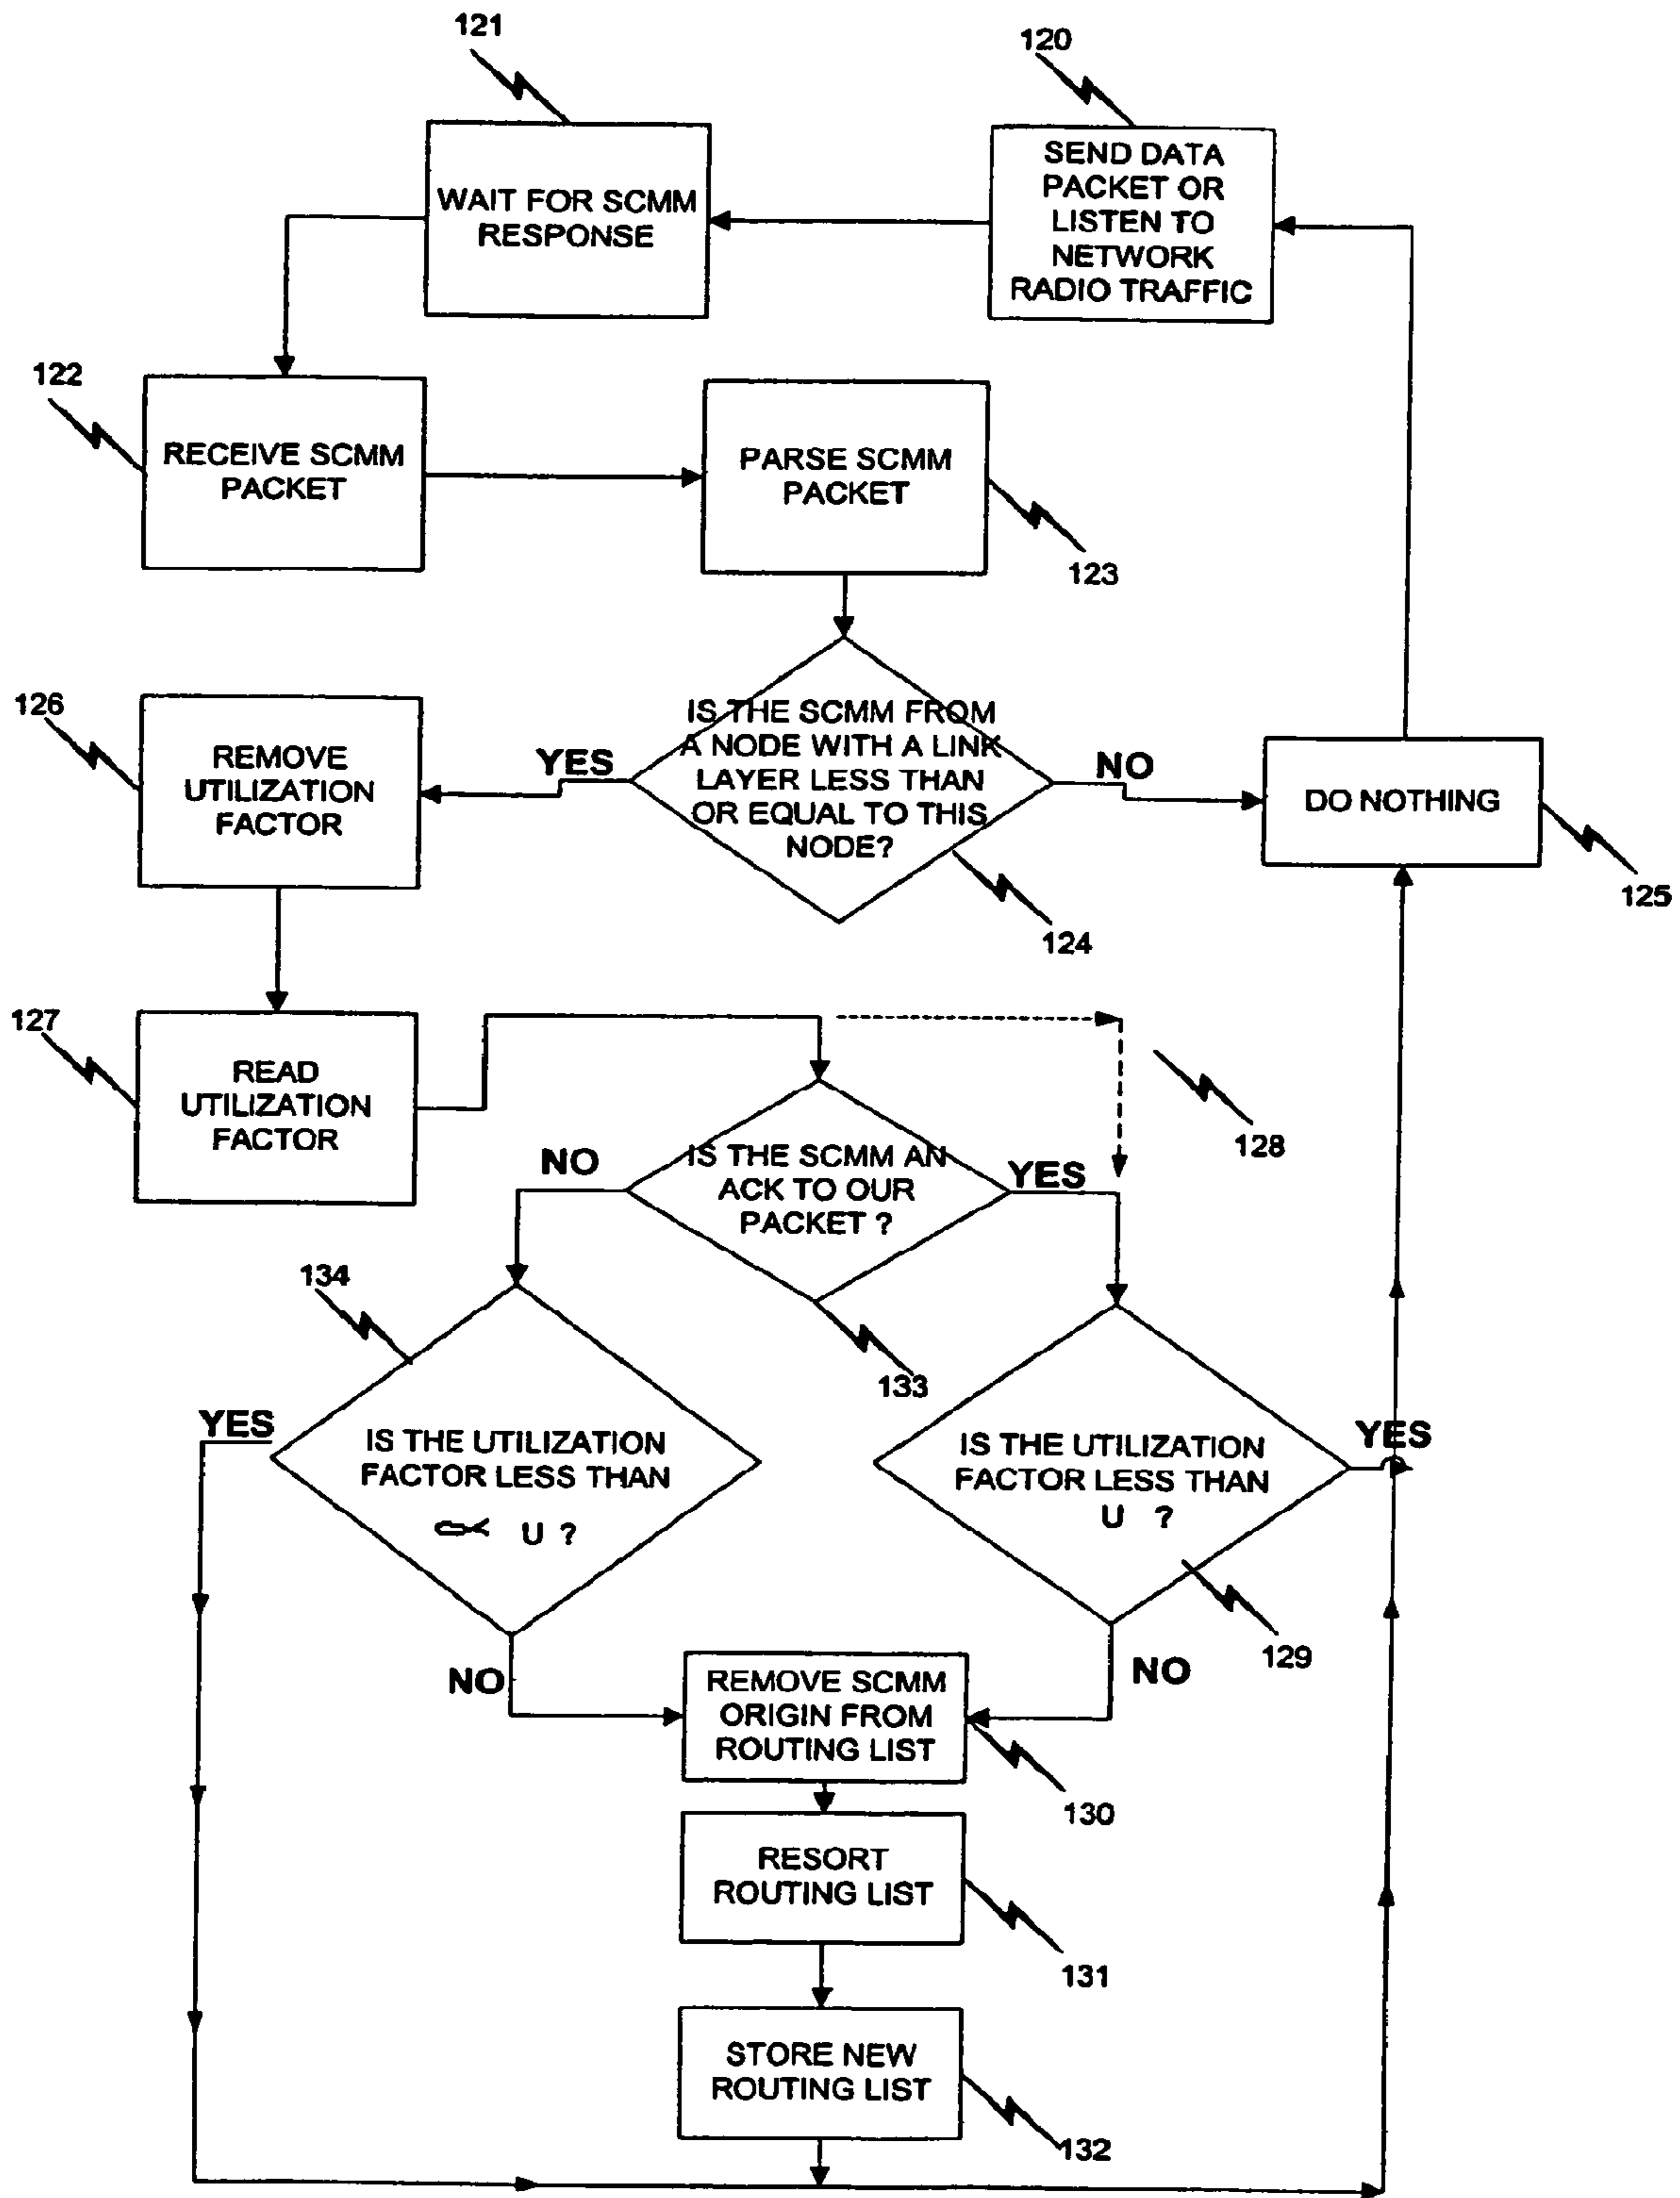 121
120
SEND DATA
PACKET OR
LISTEN TO
NETWORK
RADIO TRAFFIC
WAIT FOR SCMM
RESPONSE
122
RECEIVE SCMM
PACKET
PARSE SCMM
PACKET
123
126
REMOVE
UTILIZATION
FACTOR
YES
IS THE SCMM FROM
A NODE WITH A LINK
LAYER LESS THAN
OR EQUAL TO THIS
NODE?
NO
DO NOTHING
125
124
127
READ
UTILIZATION
FACTOR
128
NO
IS THE SCMM AN
ACK TO OUR
PACKET ?
YES
134
133
YES
IS THE UTILIZATION
FACTOR LESS THAN
∝ U ?
IS THE UTILIZATION
FACTOR LESS THAN
U ?
YES
129
NO
REMOVE SCMM
ORIGIN FROM
ROUTING LIST
NO
130
RESORT
ROUTING LIST
131
STORE NEW
ROUTING LIST
132